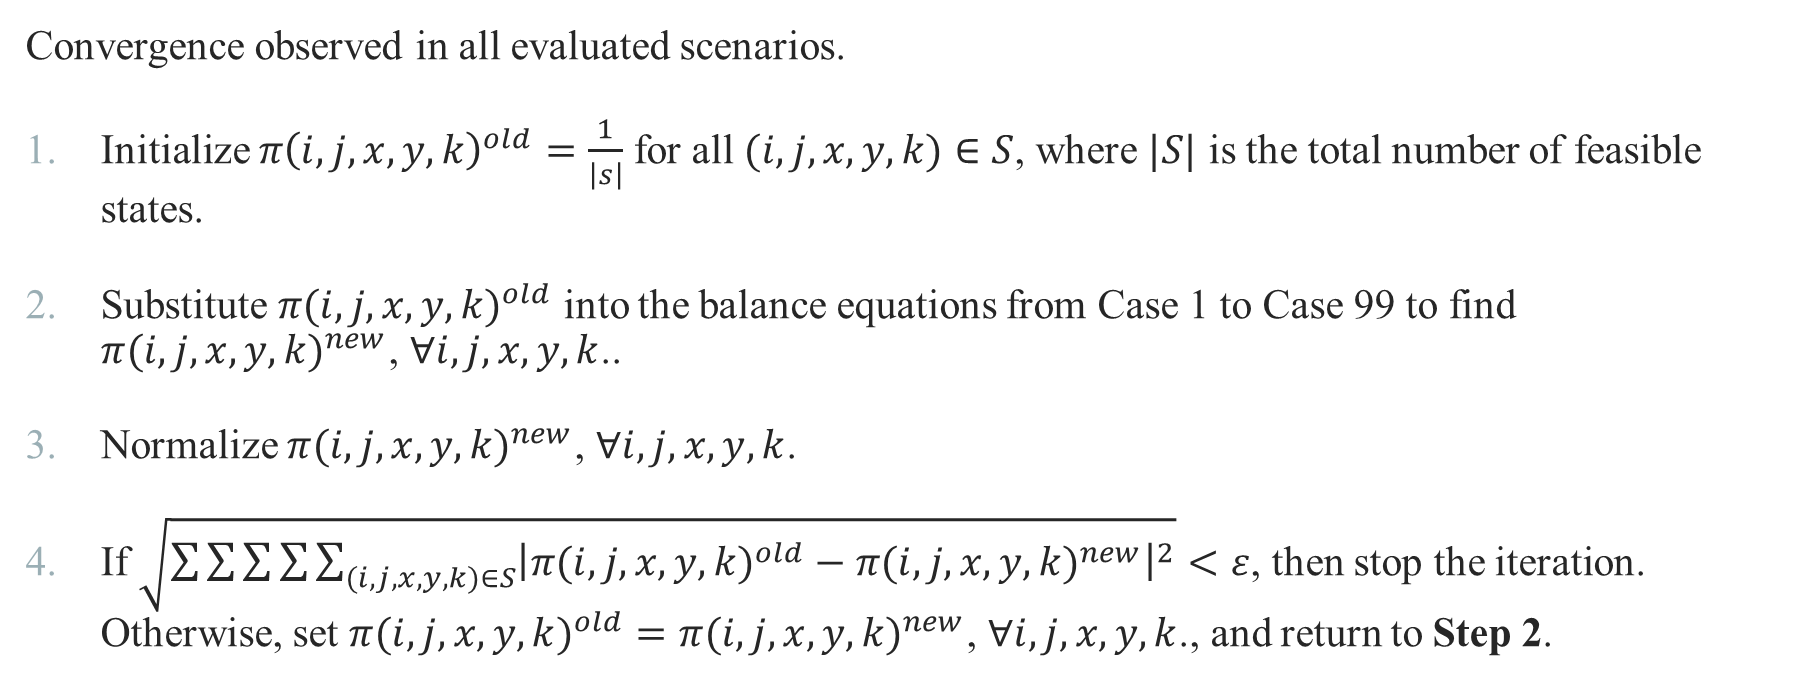 Convergence observed in all evaluated scenarios.
1. Initialize π(i, j, x, y, k)^old = 1/|s| for all (i, j, x, y, k) ∈ S, where |S| is the total number of feasible
states.
2. Substitute π(i, j, x, y, k)^old into the balance equations from Case 1 to Case 99 to find
π(i, j, x, y, k)^new, ∀i, j, x, y, k..
3. Normalize π(i, j, x, y, k)^new, ∀i, j, x, y, k.
4. If √(∑∑∑∑∑_(i,j,x,y,k)∈S |π(i, j, x, y, k)^old − π(i, j, x, y, k)^new|^2) < ε, then stop the iteration.
Otherwise, set π(i, j, x, y, k)^old = π(i, j, x, y, k)^new, ∀i, j, x, y, k., and return to Step 2.